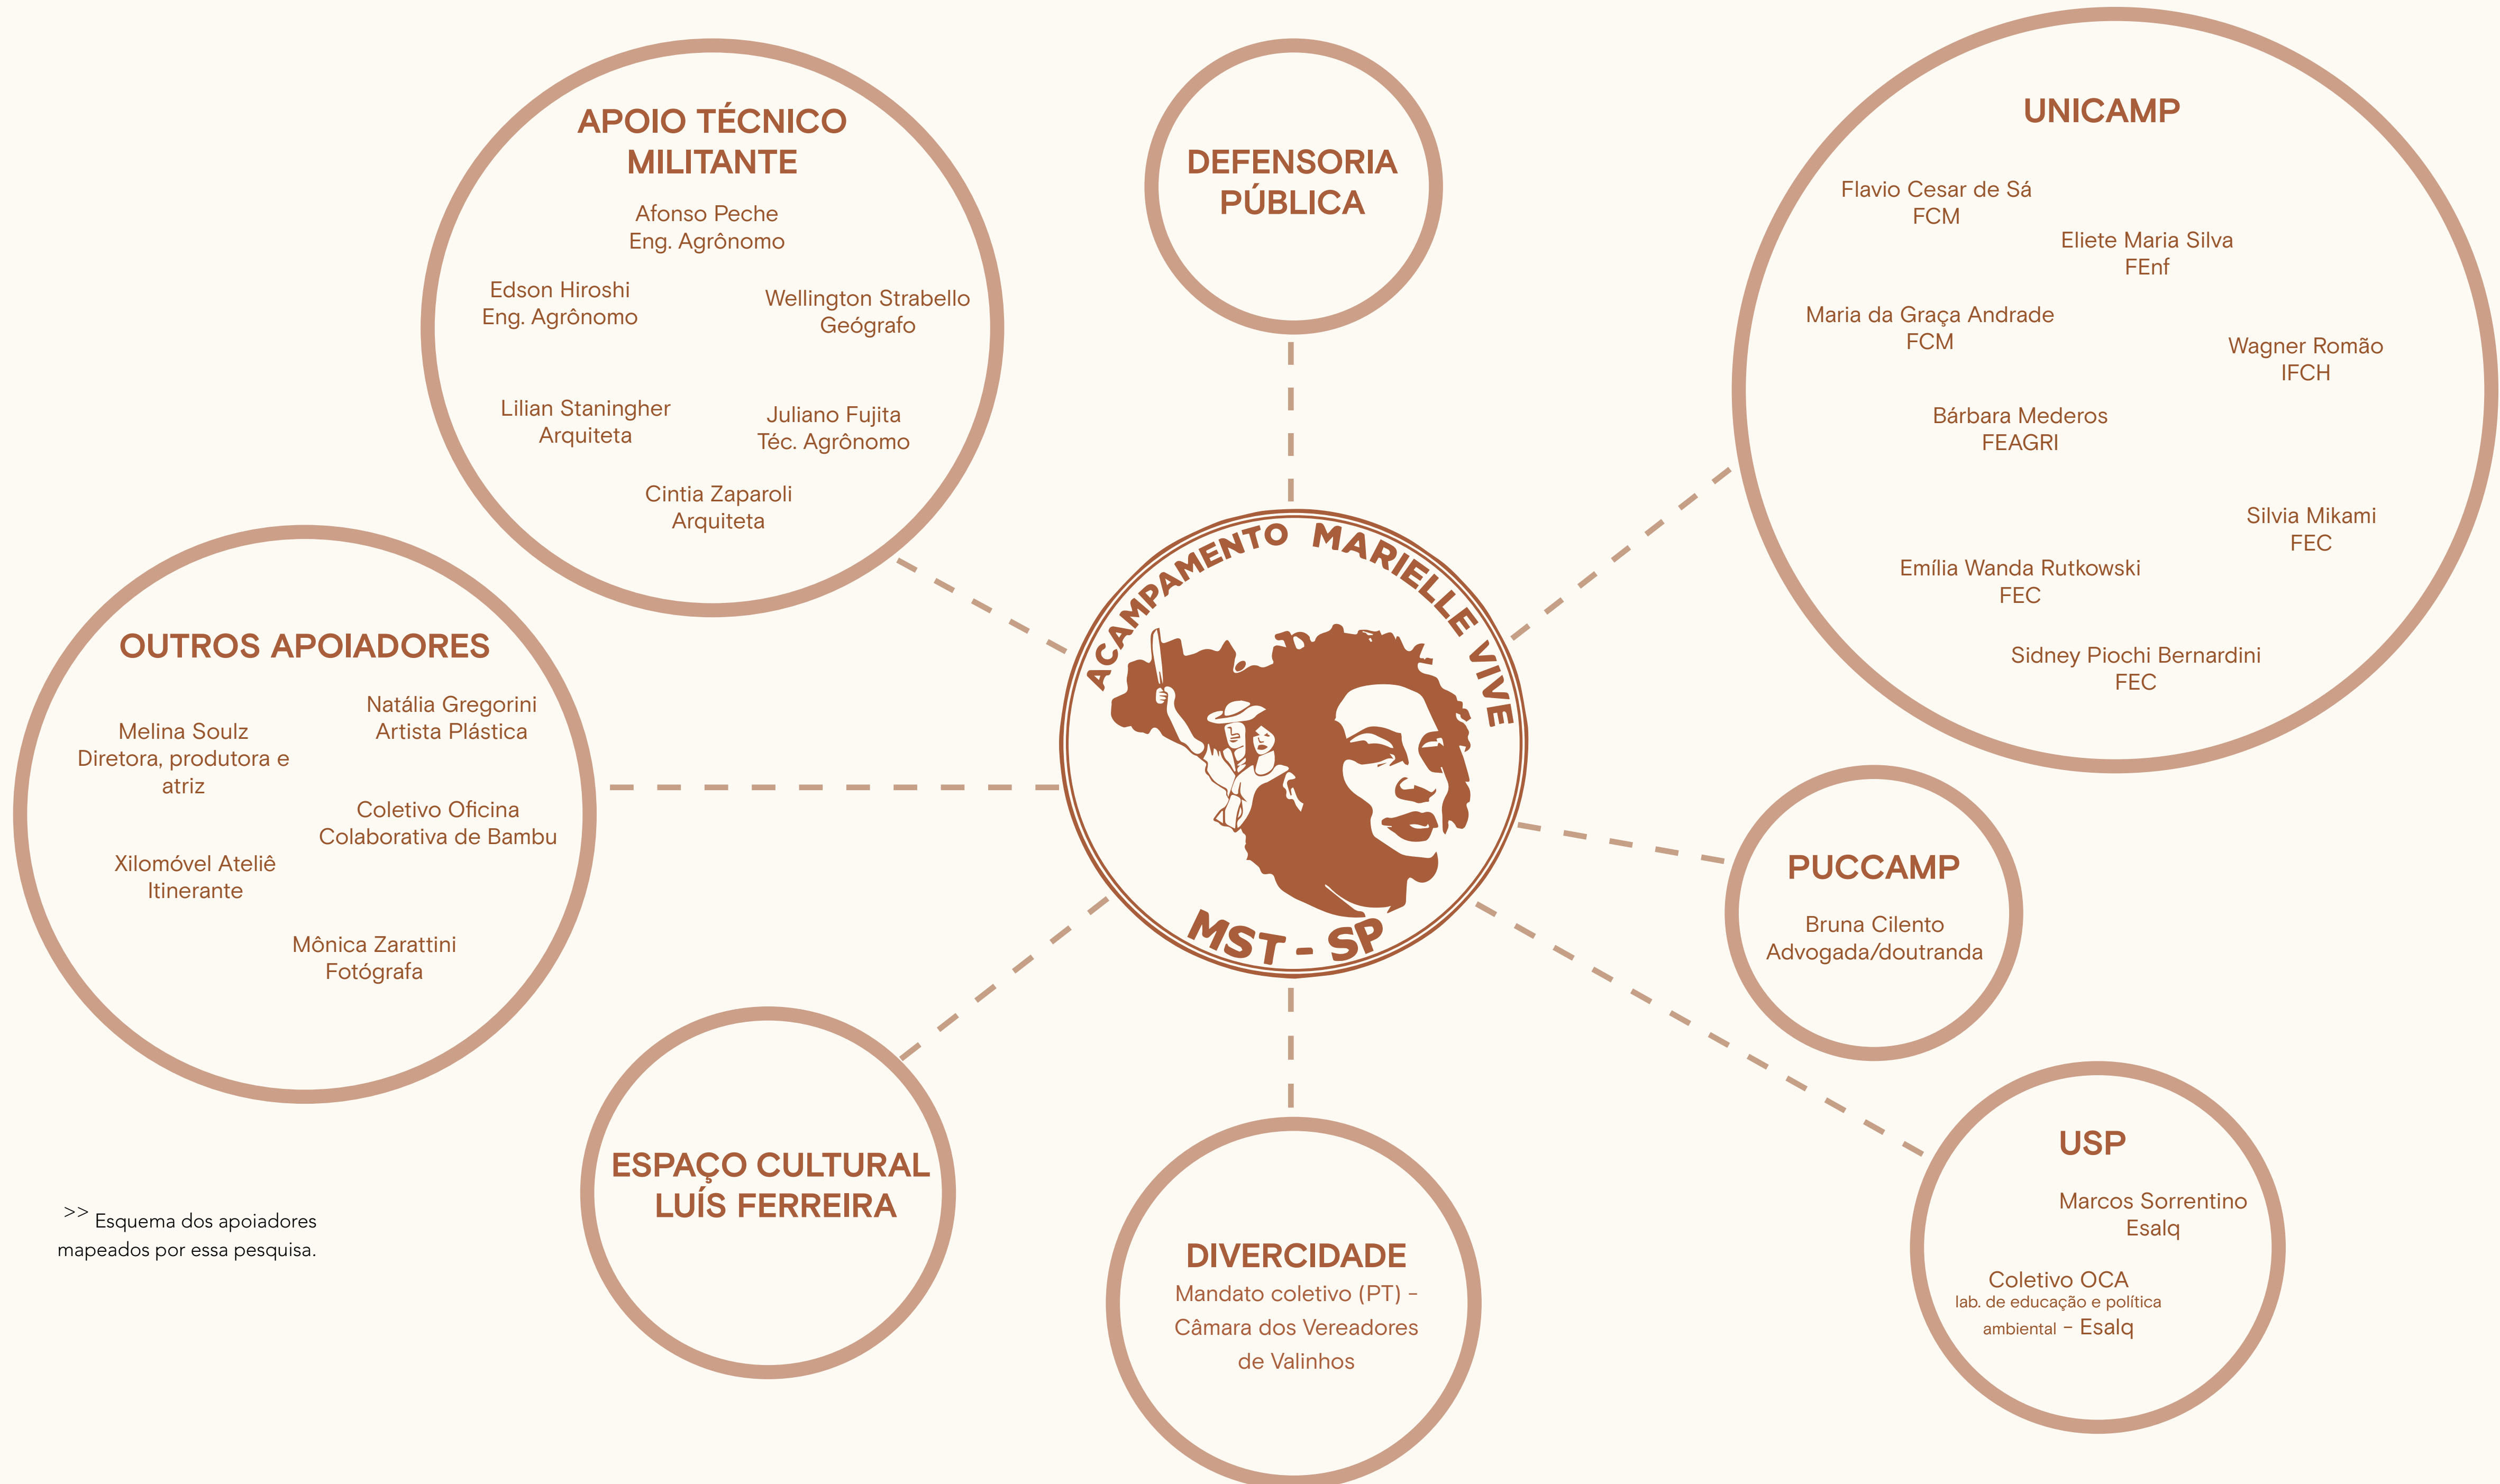 APOIO TÉCNICO
MILITANTE
Afonso Peche
Eng. Agrônomo
Edson Hiroshi
Eng. Agrônomo
Wellington Strabello
Geógrafo
Lilian Staningher
Arquiteta
Juliano Fujita
Téc. Agrônomo
Cintia Zaparoli
Arquiteta
DEFENSORIA
PÚBLICA
UNICAMP
Flavio Cesar de Sá
FCM
Eliete Maria Silva
FEnf
Maria da Graça Andrade
FCM
Wagner Romão
IFCH
Bárbara Mederos
FEAGRI
Silvia Mikami
FEC
Emília Wanda Rutkowski
FEC
Sidney Piochi Bernardini
FEC
OUTROS APOIADORES
Natália Gregorini
Artista Plástica
Melina Soulz
Diretora, produtora e
atriz
Coletivo Oficina
Colaborativa de Bambu
Xilomóvel Ateliê
Itinerante
Mônica Zarattini
Fotógrafa
ACAMPAMENTO MARIELLE VIVE
MST - SP
PUCCAMP
Bruna Cilento
Advogada/doutranda
USP
Marcos Sorrentino
Esalq
Coletivo OCA
lab. de educação e política
ambiental - Esalq
ESPAÇO CULTURAL
LUÍS FERREIRA
DIVERCIDADE
Mandato coletivo (PT) -
Câmara dos Vereadores
de Valinhos
>> Esquema dos apoiadores
mapeados por essa pesquisa.